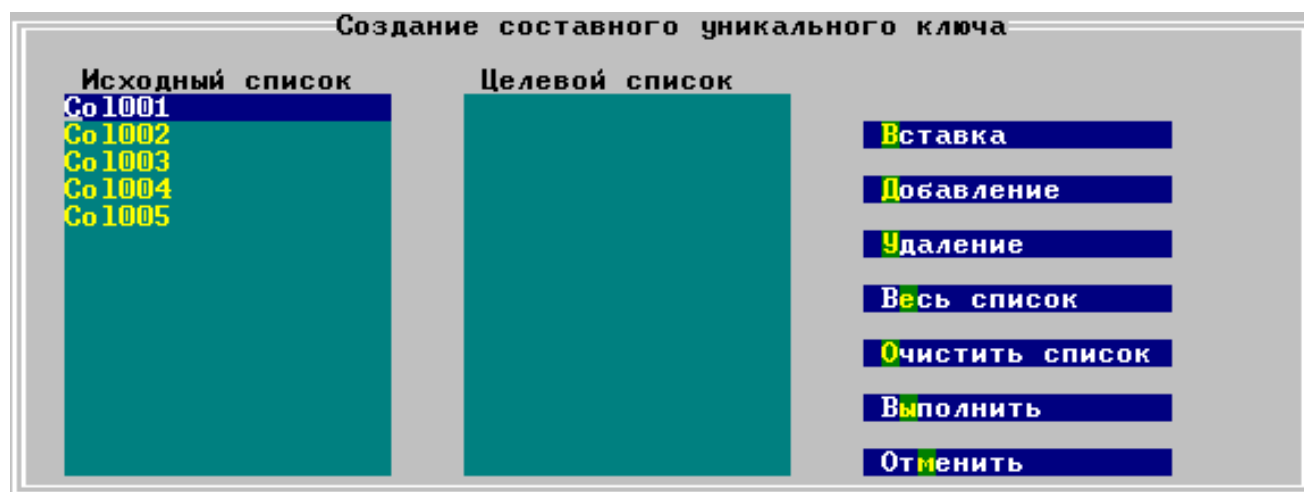 Создание составного уникального ключа
Исходный список
Целевой список
Col001
Col002
Col003
Col004
Col005
Вставка
Добавление
Удаление
Весь список
Очистить список
Выполнить
Отменить